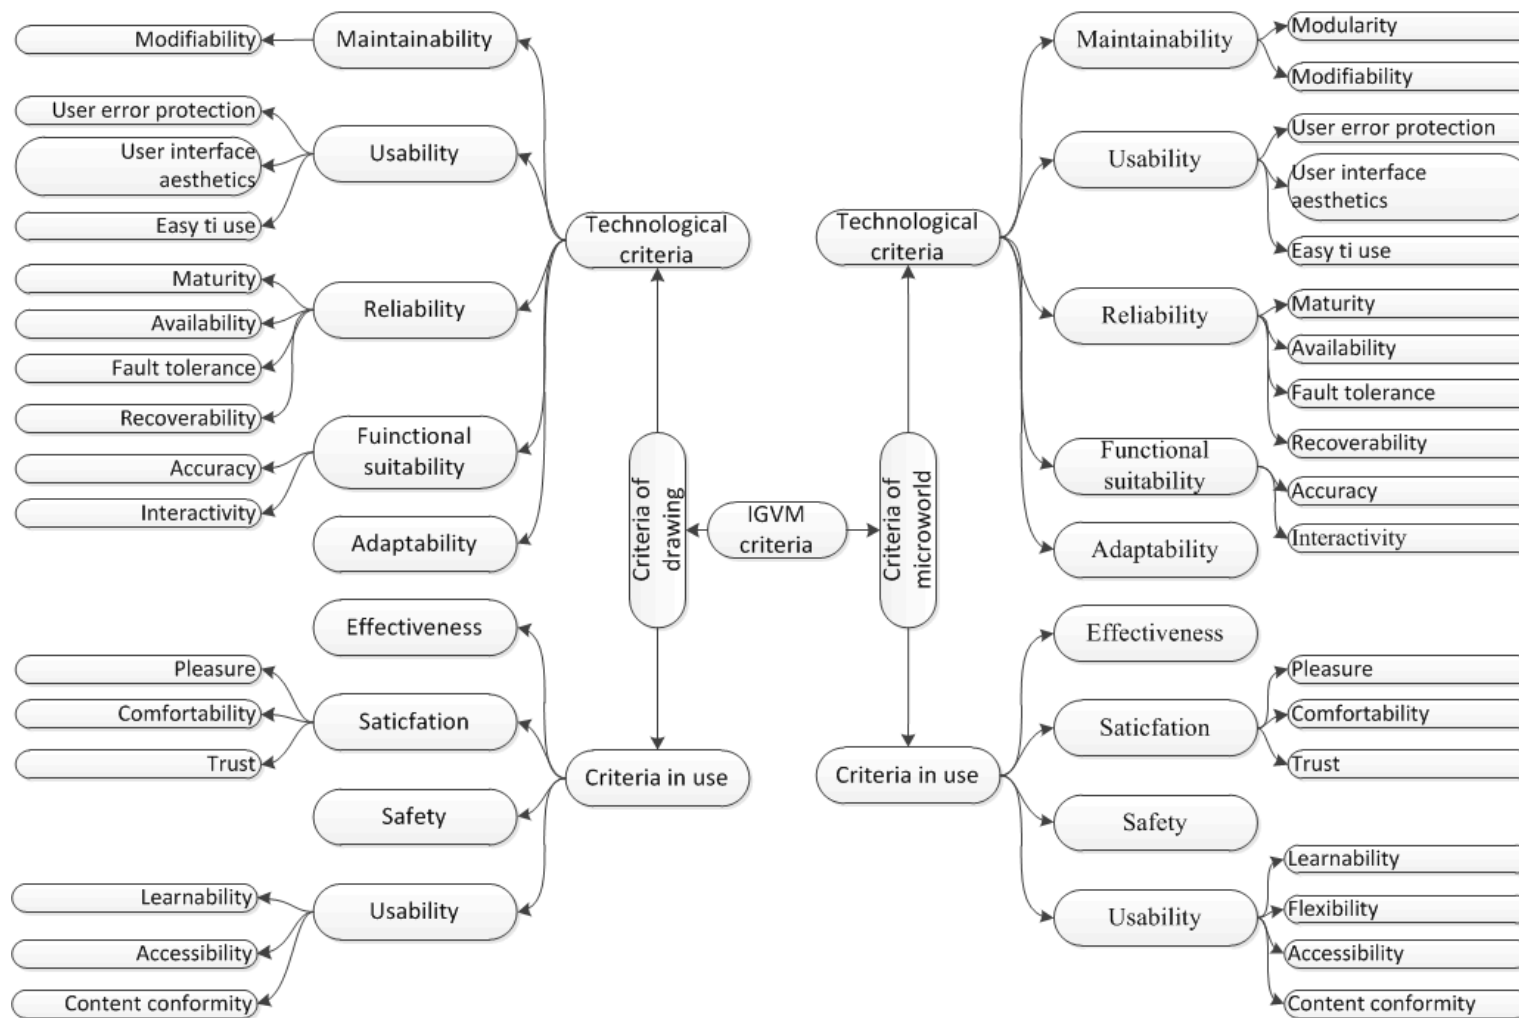 Modifiability
Maintainability
User error protection
User interface
aesthetics
Easy ti use
Usability
Maturity
Availability
Fault tolerance
Recoverability
Reliability
Accuracy
Interactivity
Fuinctional
suitability
Adaptability
Technological
criteria
Effectiveness
Pleasure
Comfortability
Trust
Saticfation
Safety
Learnability
Accessibility
Content conformity
Usability
Criteria in use
Criteria of
drawing
IGVM
criteria
Criteria of
microworld
Technological
criteria
Maintainability
Modularity
Modifiability
Usability
User error protection
User interface
aesthetics
Easy ti use
Reliability
Maturity
Availability
Fault tolerance
Recoverability
Functional
suitability
Accuracy
Interactivity
Adaptability
Criteria in use
Effectiveness
Saticfation
Pleasure
Comfortability
Trust
Safety
Usability
Learnability
Flexibility
Accessibility
Content conformity